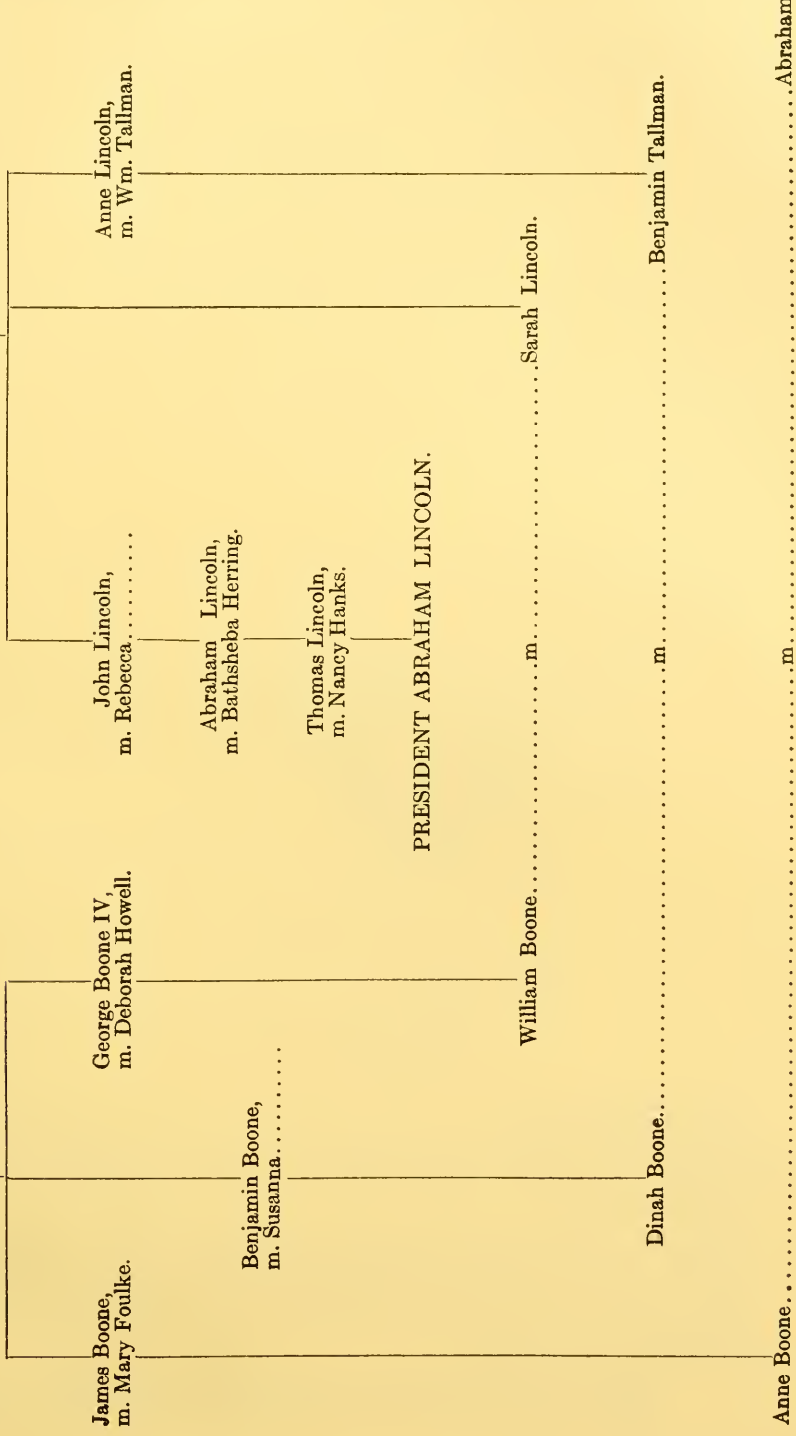 James Boone,
m. Mary Foulke.
George Boone IV,
m. Deborah Howell.
John Lincoln,
m. Rebecca..........
Anne Lincoln,
m. Wm. Tallman.
Abraham Lincoln,
m. Bathsheba Herring.
Benjamin Boone,
m. Susanna..........
Thomas Lincoln,
m. Nancy Hanks.
PRESIDENT ABRAHAM LINCOLN.
William Boone......................m..........................Sarah Lincoln.
Dinah Boone..........................................m....................................Benjamin Tallman.
Anne Boone............................................................m......................................................Abraham